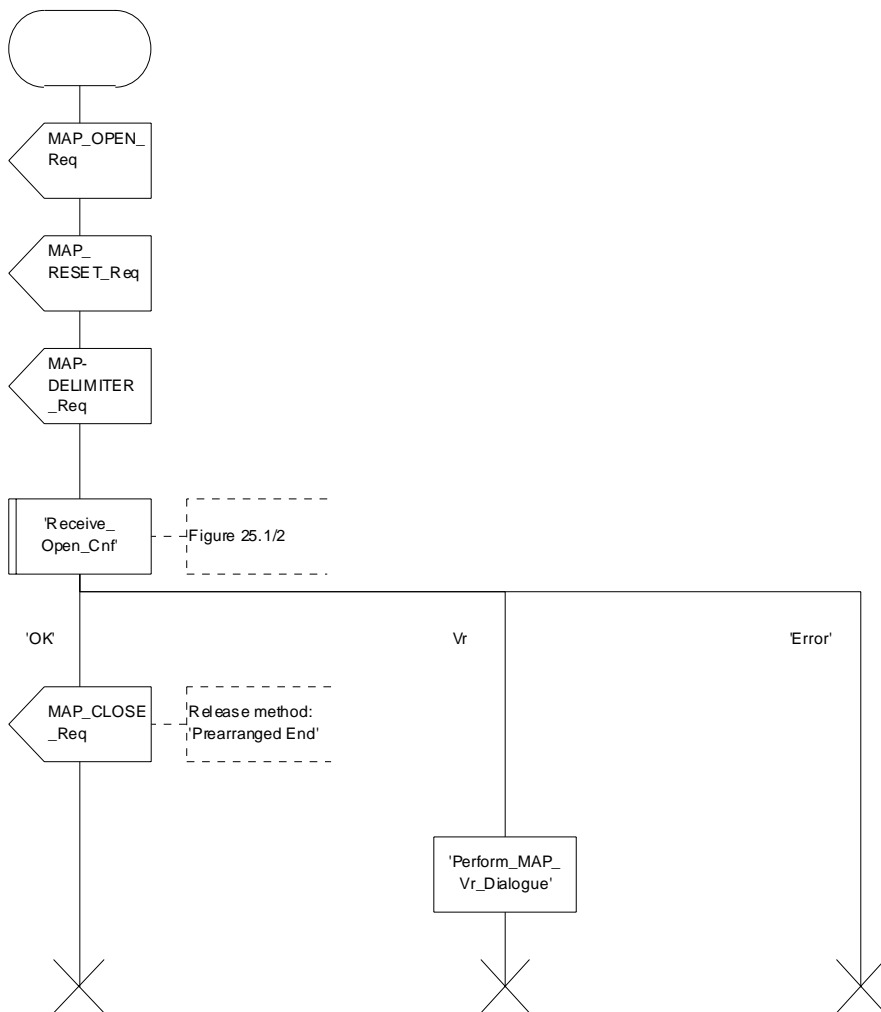 MAP_OPEN_
Req
MAP_
RESET_Req
MAP-
DELIMITER
_Req
'Receive_
Open_Cnf'
Figure 25.1/2
'OK'
Vr
'Error'
MAP_CLOSE
_Req
Release method:
'Prearranged End'
'Perform_MAP_
Vr_Dialogue'